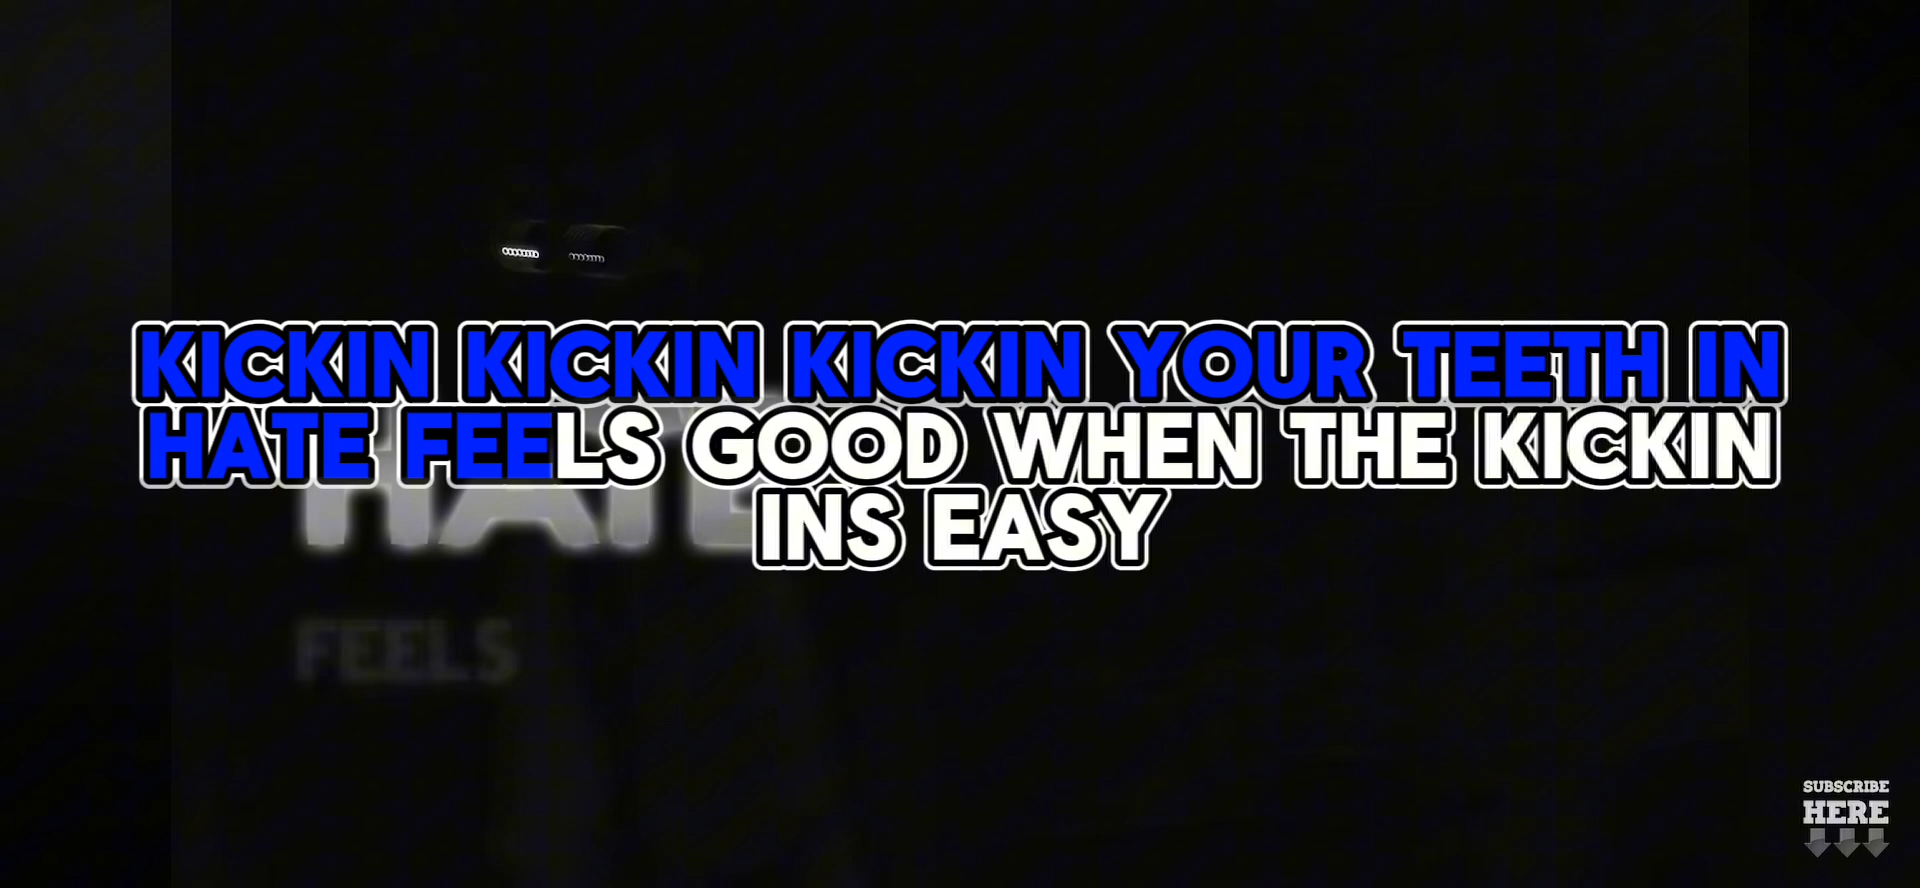 KICKIN KICKIN KICKIN YOUR TEETH IN
HATE FEELS GOOD WHEN THE KICKIN
INS EASY
HATE
FEELS
SUBSCRIBE
HERE